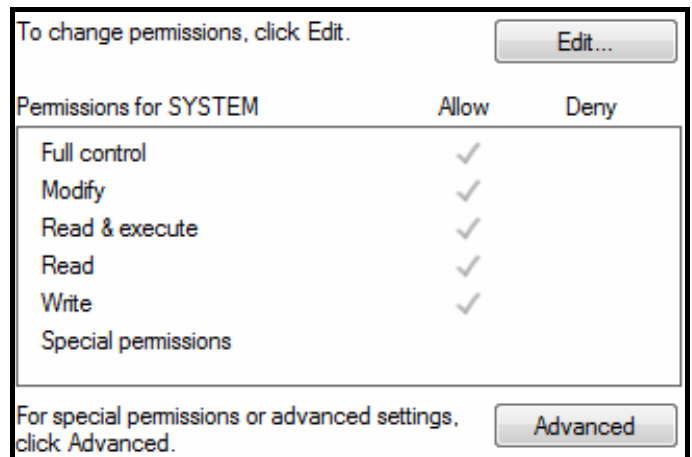 To change permissions, click Edit.
Edit...
Permissions for SYSTEM Allow Deny
Full control
Modify
Read & execute
Read
Write
Special permissions
For special permissions or advanced settings,
click Advanced.
Advanced